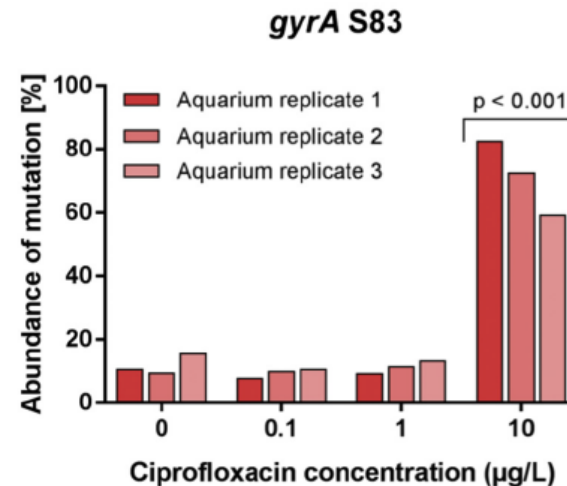 gyrA S83
Abundance of mutation [%]
100
80
60
40
20
0
Aquarium replicate 1
Aquarium replicate 2
Aquarium replicate 3
p < 0.001
0 0.1 1 10
Ciprofloxacin concentration (µg/L)